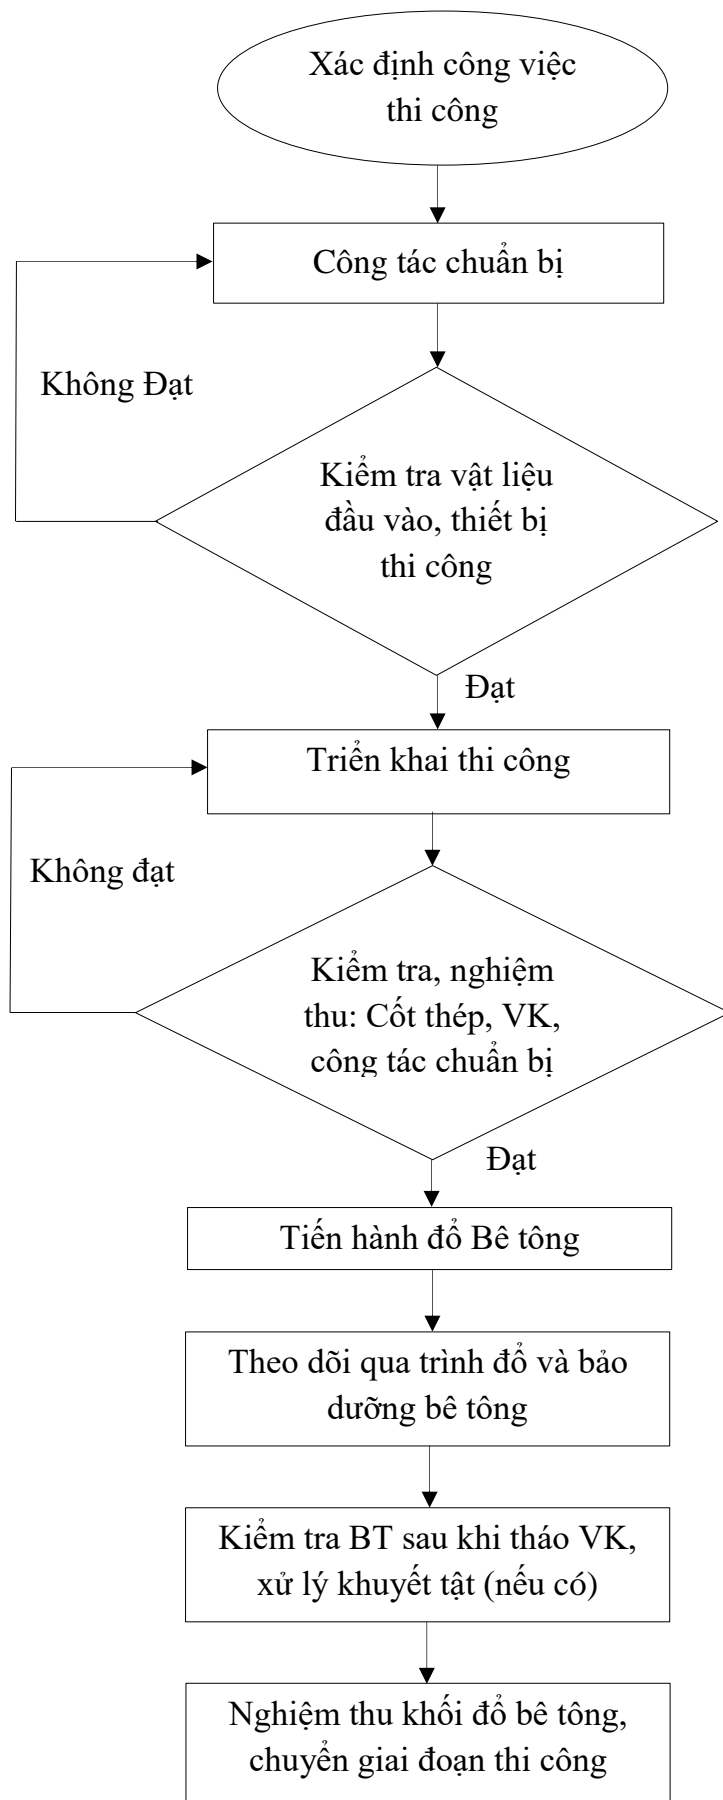 Xác định công việc
thi công
Công tác chuẩn bị
Không Đạt
Kiểm tra vật liệu
đầu vào, thiết bị
thi công
Đạt
Triển khai thi công
Không đạt
Kiểm tra, nghiệm
thu: Cốt thép, VK,
công tác chuẩn bị
Đạt
Tiến hành đổ Bê tông
Theo dõi qua trình đổ và bảo
dưỡng bê tông
Kiểm tra BT sau khi tháo VK,
xử lý khuyết tật (nếu có)
Nghiệm thu khối đổ bê tông,
chuyển giai đoạn thi công